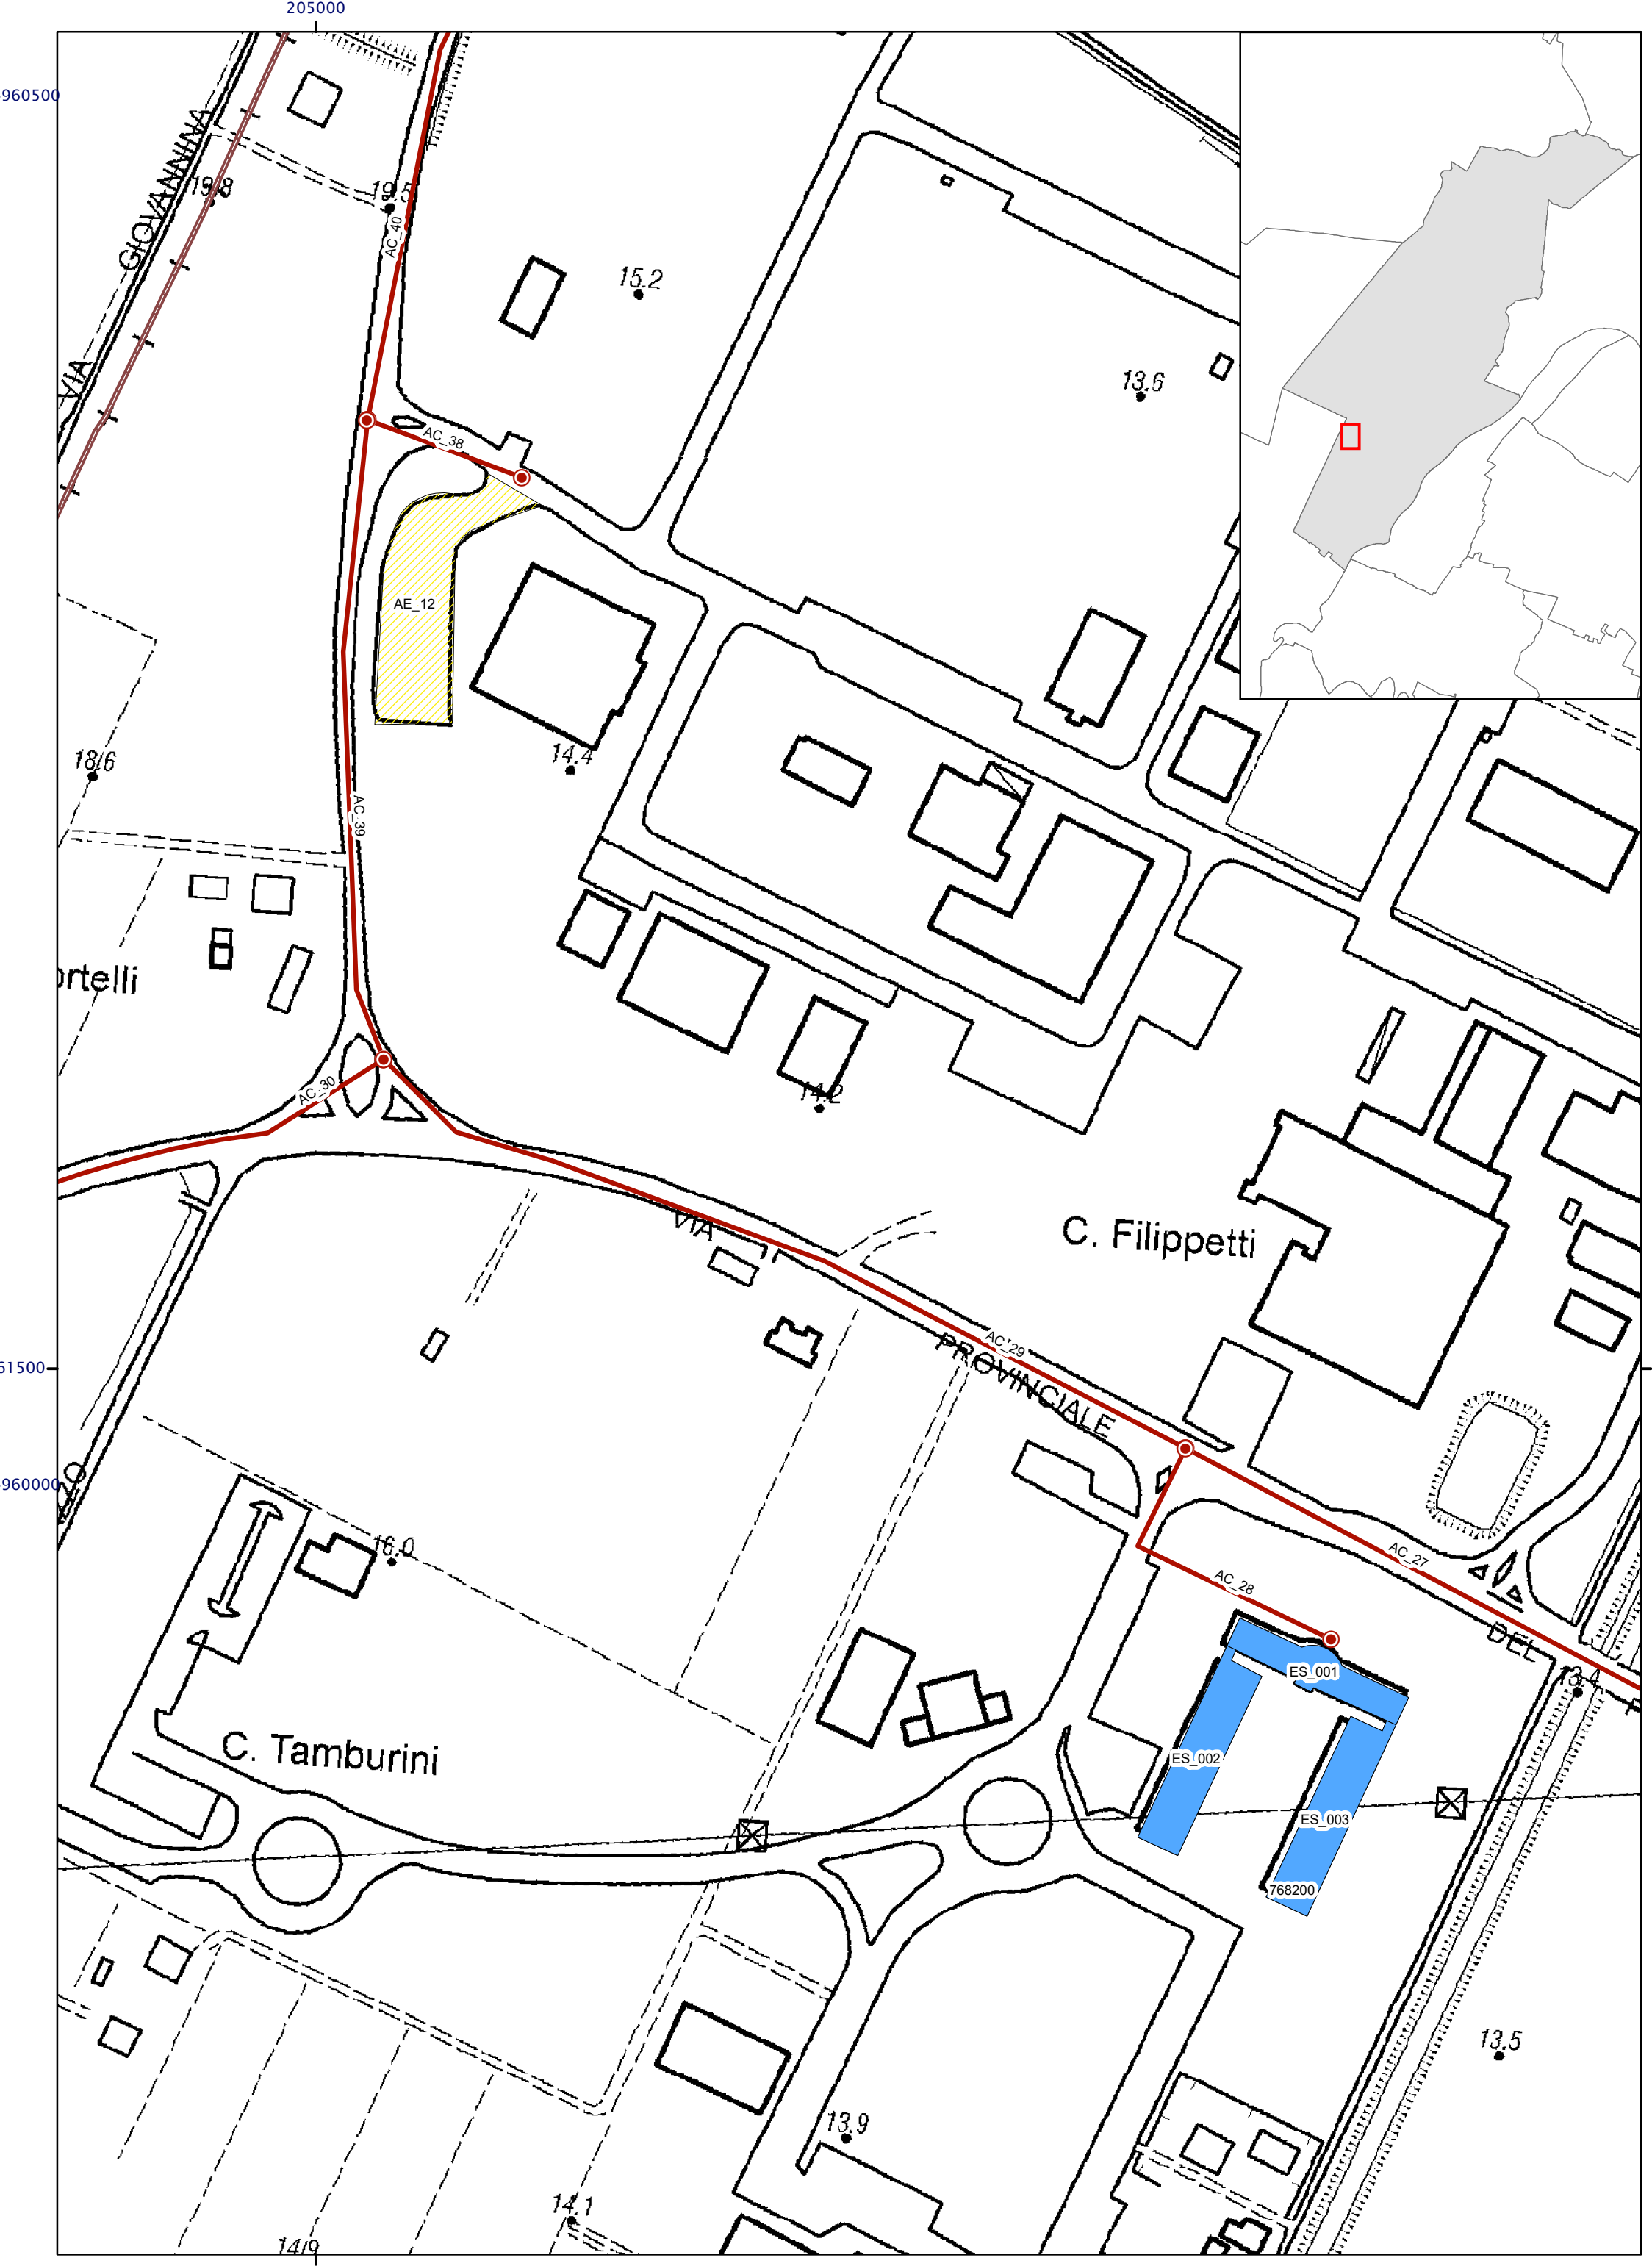 205000
960500
GIOVANNINA
19.8
19.5
AC_40
15.2
VIA
13.6
AC_38
AE_12
18.6
14.4
AC_39
ortelli
AC_30
14.2
VIA
C. Filippetti
AC_29
PROVINCIALE
61500
960000
16.0
AC_27
AC_28
DEL
ES_001
13.4
C. Tamburini
ES_002
ES_003
768200
13.5
13.9
14.1
14.9